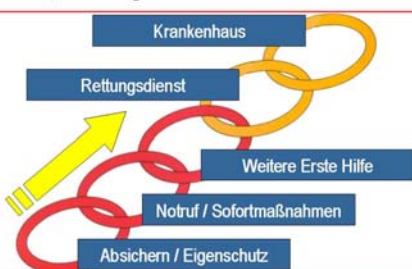 Krankenhaus
Rettungsdienst
Weitere Erste Hilfe
Notruf / Sofortmaßnahmen
Absichern / Eigenschutz